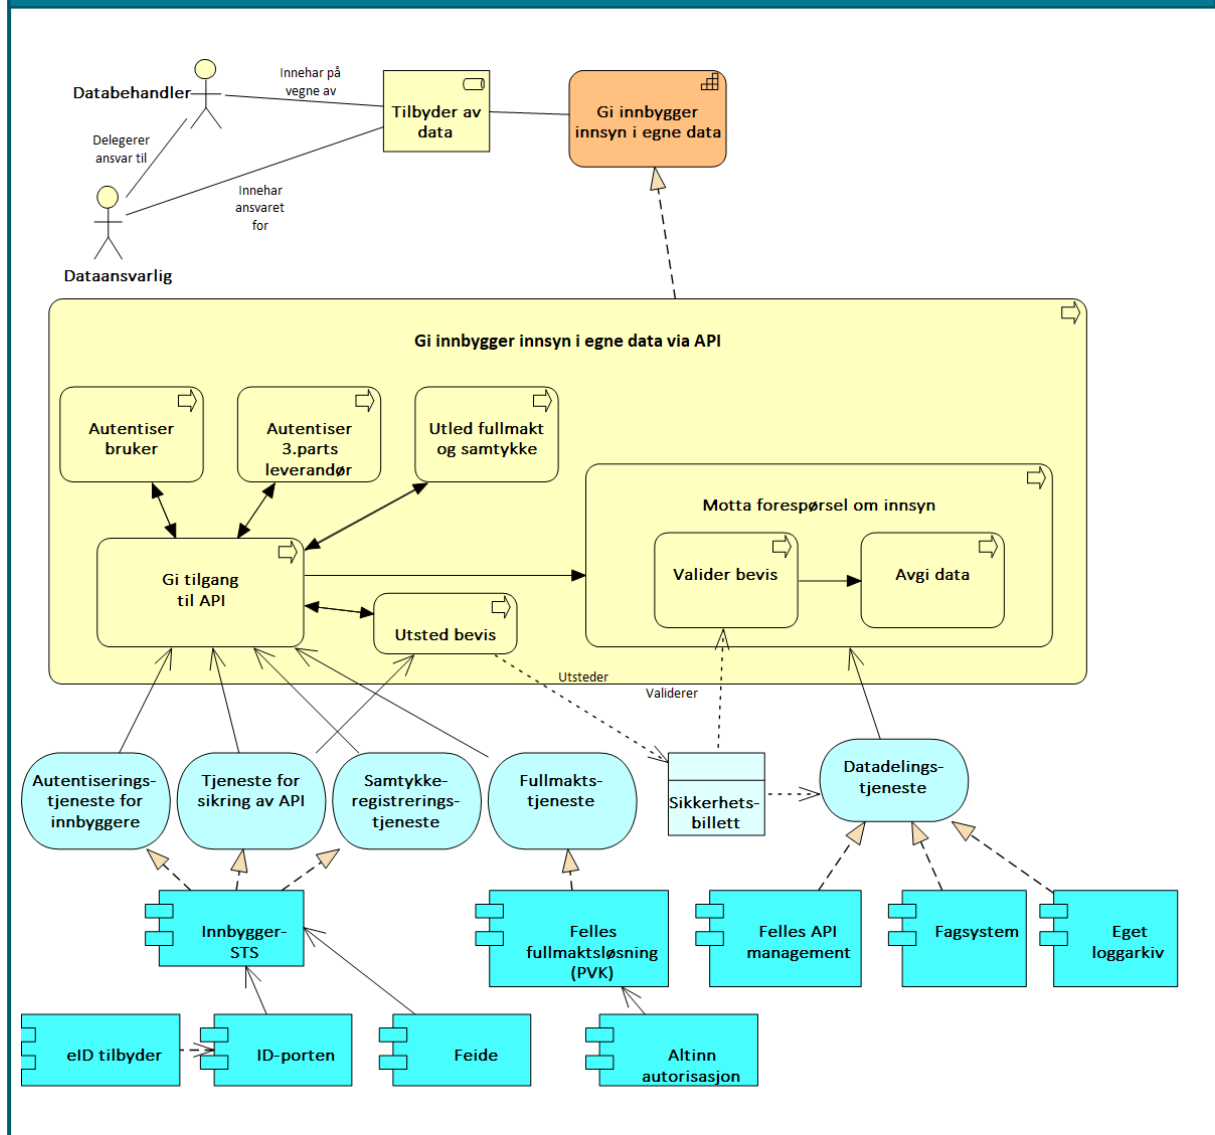 Databehandler
Innehar på
vegne av
Tilbyder av
data
Gi innbygger
innsyn i egne data
Delegerer
ansvar til
Innehar
ansvaret
for
Dataansvarlig
Gi innbygger innsyn i egne data via API
Autentiser
bruker
Autentiser
3.parts
leverandør
Utled fullmakt
og samtykke
Motta forespørsel om innsyn
Gi tilgang
til API
Valider bevis
Avgi data
Utsted bevis
Utsteder
Validerer
Autentiserings-
tjeneste for
innbyggere
Tjeneste for
sikring av API
Samtykke-
registrerings-
tjeneste
Fullmakts-
tjeneste
Sikkerhets-
billett
Datadelings-
tjeneste
Innbygger-
STS
Felles
fullmaktsløsning
(PVK)
Felles API
management
Fagsystem
Eget
loggarkiv
eID tilbyder
ID-porten
Feide
Altinn
autorisasjon